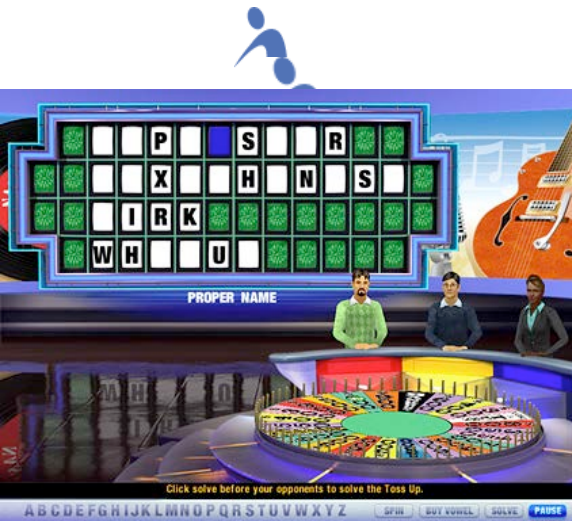 P S R
X H N S
IRK
WH U
PROPER NAME
Click solve before your opponents to solve the Toss Up.
ABCDEFGHIJKLMNOPQRSTUVWXYZ SPIN BUY VOWEL SOLVE PAUSE